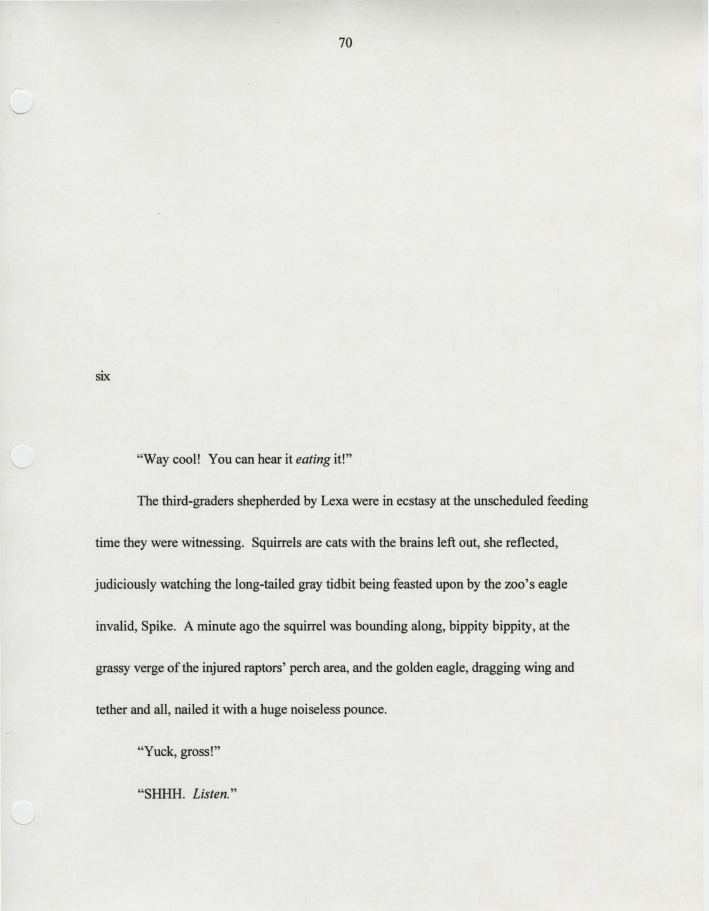 70
six
“Way cool!  You can hear it eating it!”
The third-graders shepherded by Lexa were in ecstasy at the unscheduled feeding
time they were witnessing.  Squirrels are cats with the brains left out, she reflected,
judiciously watching the long-tailed gray tidbit being feasted upon by the zoo’s eagle
invalid, Spike.  A minute ago the squirrel was bounding along, bippity bippity, at the
grassy verge of the injured raptors’ perch area, and the golden eagle, dragging wing and
tether and all, nailed it with a huge noiseless pounce.
“Yuck, gross!”
“SHHH.  Listen.”